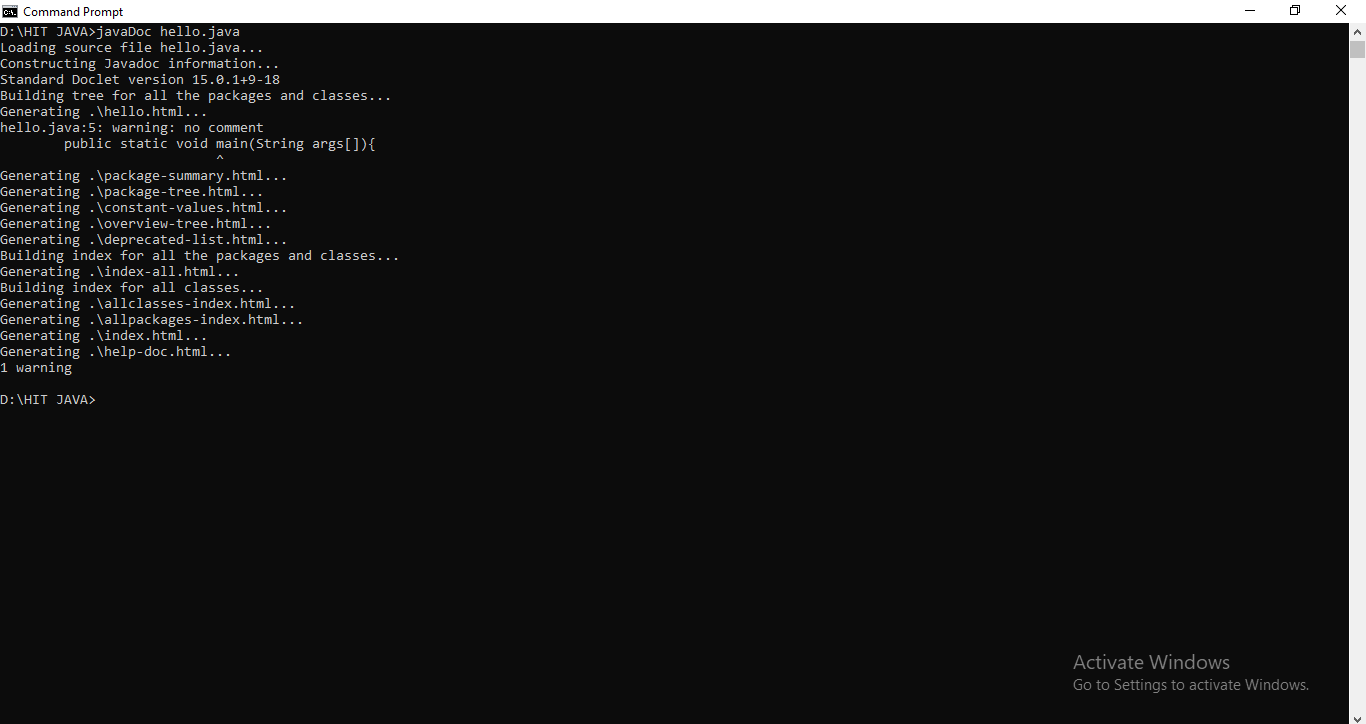 Command Prompt
D:\HIT JAVA>javaDoc hello.java
Loading source file hello.java...
Constructing Javadoc information...
Standard Doclet version 15.0.1+9-18
Building tree for all the packages and classes...
Generating .\hello.html...
hello.java:5: warning: no comment
        public static void main(String args[]){
                           ^
Generating .\package-summary.html...
Generating .\package-tree.html...
Generating .\constant-values.html...
Generating .\overview-tree.html...
Generating .\deprecated-list.html...
Building index for all the packages and classes...
Generating .\index-all.html...
Building index for all classes...
Generating .\allclasses-index.html...
Generating .\allpackages-index.html...
Generating .\index.html...
Generating .\help-doc.html...
1 warning
D:\HIT JAVA>
Activate Windows
Go to Settings to activate Windows.